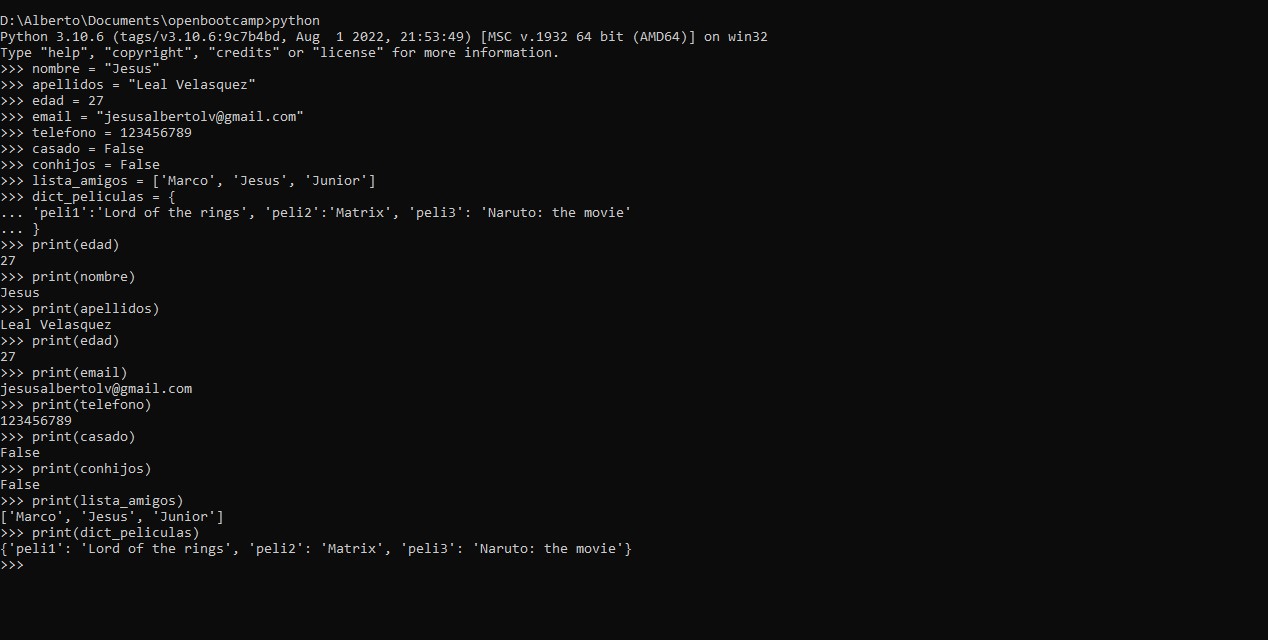 D:\Alberto\Documents\openbootcamp>python
Python 3.10.6 (tags/v3.10.6:9c7b4bd, Aug  1 2022, 21:53:49) [MSC v.1932 64 bit (AMD64)] on win32
Type "help", "copyright", "credits" or "license" for more information.
>>> nombre = "Jesus"
>>> apellidos = "Leal Velasquez"
>>> edad = 27
>>> email = "jesusalbertolv@gmail.com"
>>> telefono = 123456789
>>> casado = False
>>> conhijos = False
>>> lista_amigos = ['Marco', 'Jesus', 'Junior']
>>> dict_peliculas = {
... 'peli1':'Lord of the rings', 'peli2':'Matrix', 'peli3': 'Naruto: the movie'
... }
>>> print(edad)
27
>>> print(nombre)
Jesus
>>> print(apellidos)
Leal Velasquez
>>> print(edad)
27
>>> print(email)
jesusalbertolv@gmail.com
>>> print(telefono)
123456789
>>> print(casado)
False
>>> print(conhijos)
False
>>> print(lista_amigos)
['Marco', 'Jesus', 'Junior']
>>> print(dict_peliculas)
{'peli1': 'Lord of the rings', 'peli2': 'Matrix', 'peli3': 'Naruto: the movie'}
>>>